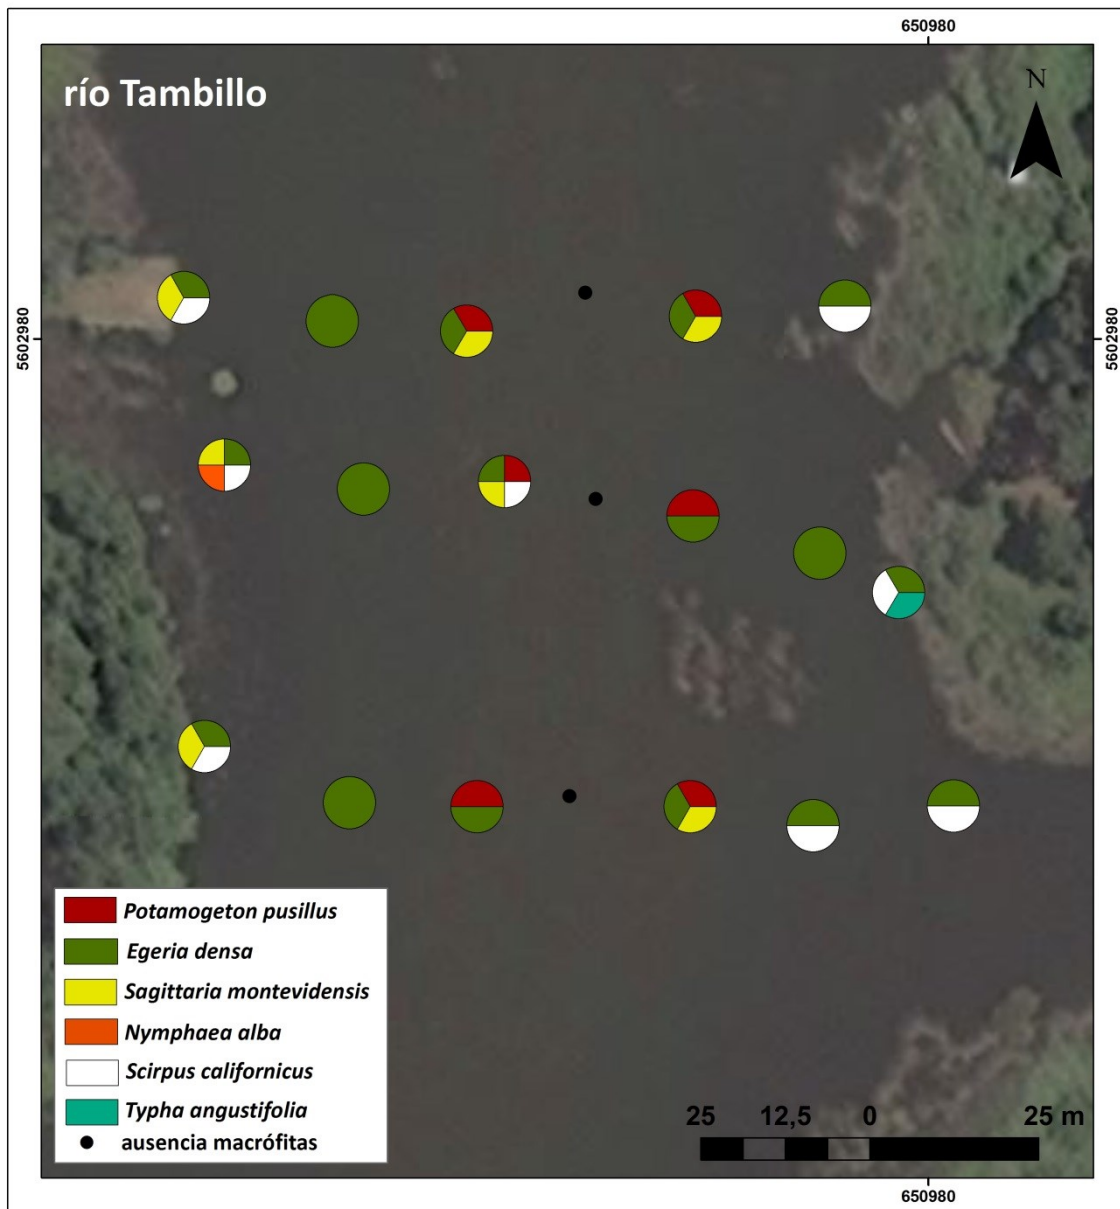 650980
río Tambillo
N
5602980
5602980
Potamogeton pusillus
Egeria densa
Sagittaria montevidensis
Nymphaea alba
Scirpus californicus
Typha angustifolia
ausencia macrófitas
25 12,5 0 25 m
650980